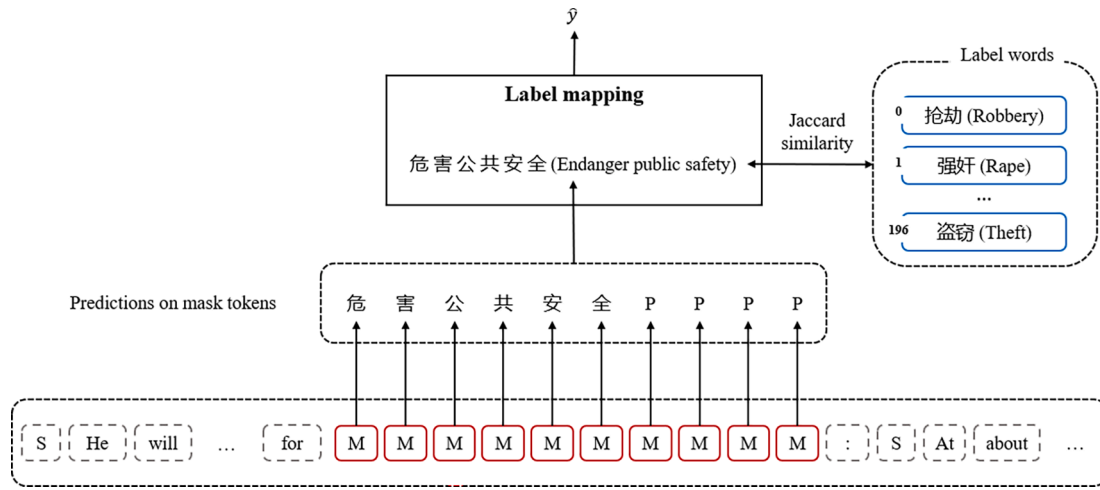 ŷ
Label words
Label mapping
Jaccard
similarity
0 抢劫 (Robbery)
危害公共安全(Endanger public safety)
1 强奸 (Rape)
...
196 盗窃 (Theft)
Predictions on mask tokens
危 害 公 共 安 全 P P P P
S He will ... for M M M M M M M M M M : S At about ...